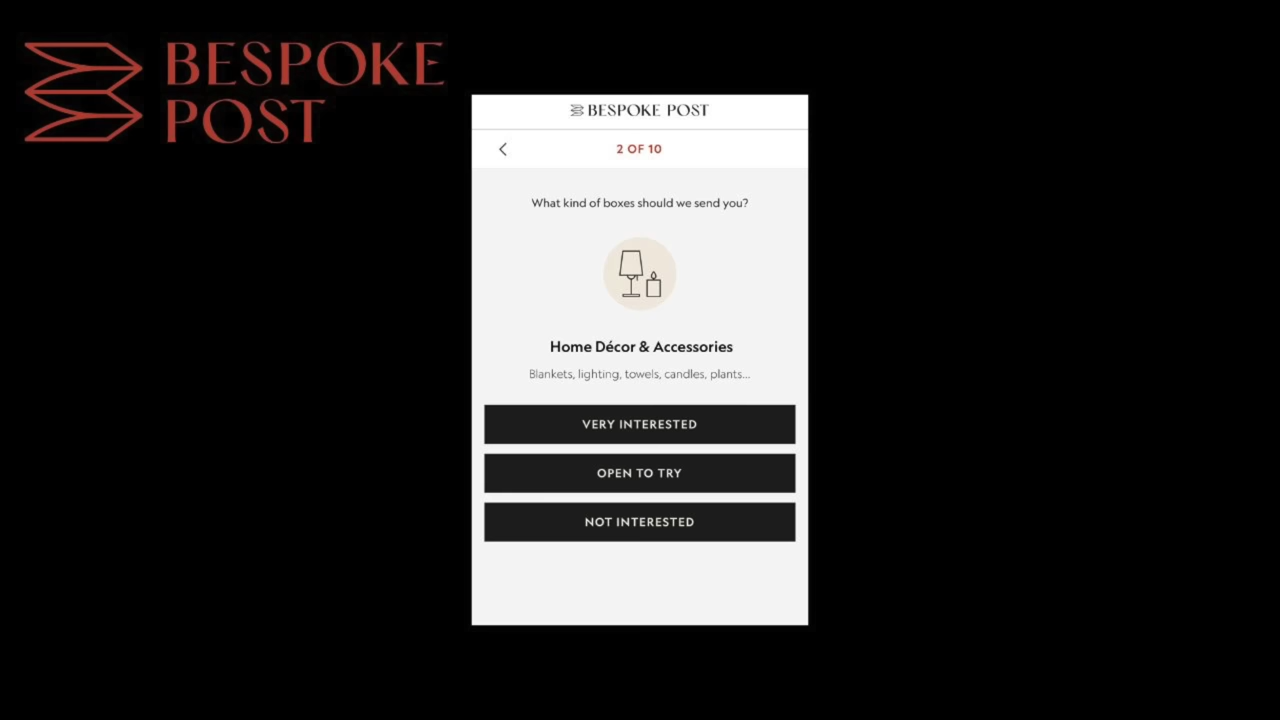 BESPOKE
POST
BESPOKE POST
2 OF 10
What kind of boxes should we send you?
Home Décor & Accessories
Blankets, lighting, towels, candles, plants...
VERY INTERESTED
OPEN TO TRY
NOT INTERESTED